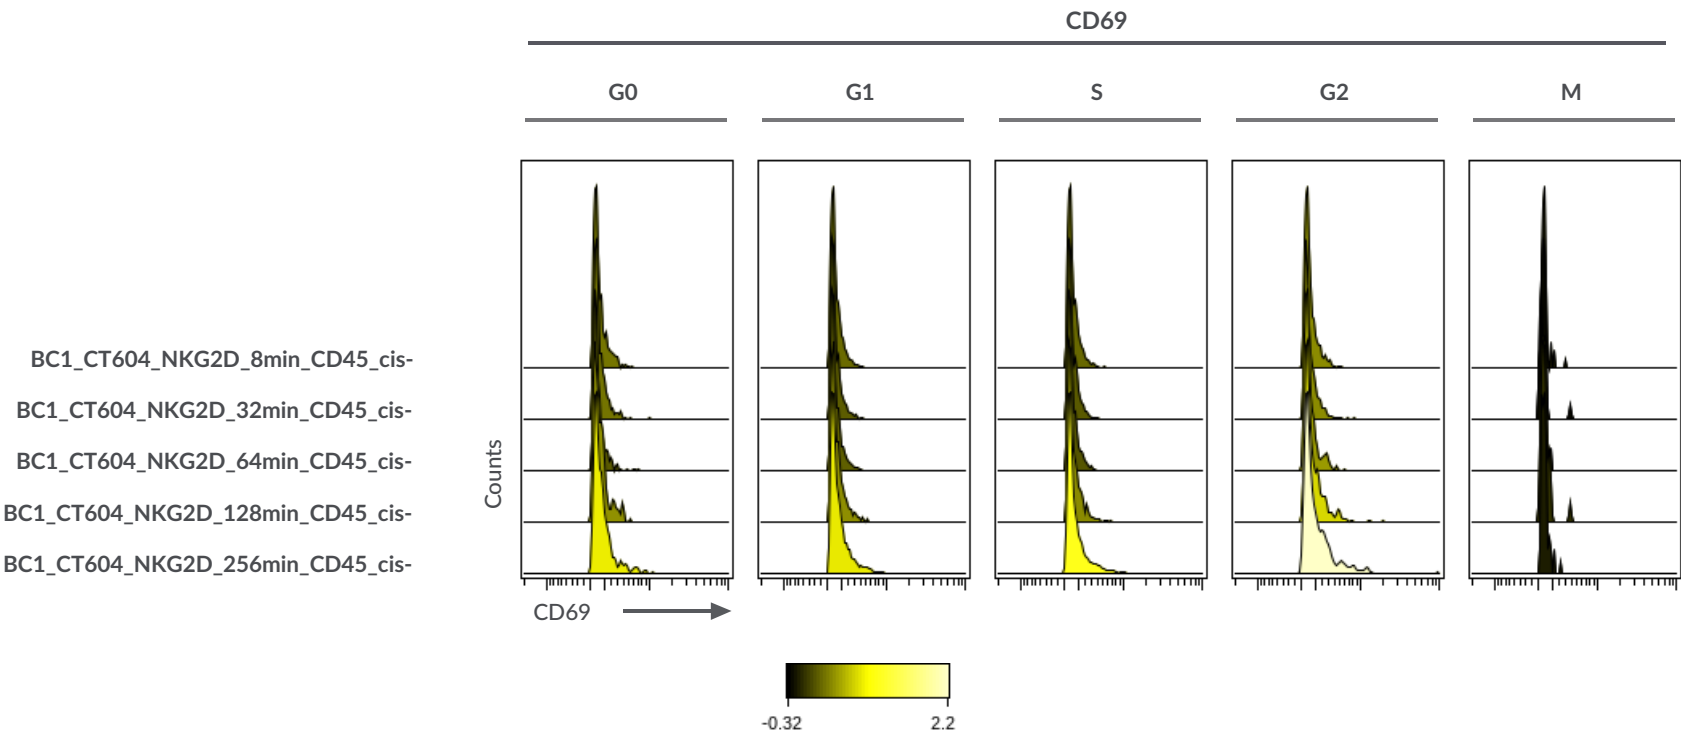 CD69
G0 G1 S G2 M
BC1_CT604_NKG2D_8min_CD45_cis-
BC1_CT604_NKG2D_32min_CD45_cis-
BC1_CT604_NKG2D_64min_CD45_cis-
BC1_CT604_NKG2D_128min_CD45_cis-
BC1_CT604_NKG2D_256min_CD45_cis-
Counts
CD69
-0.32 2.2